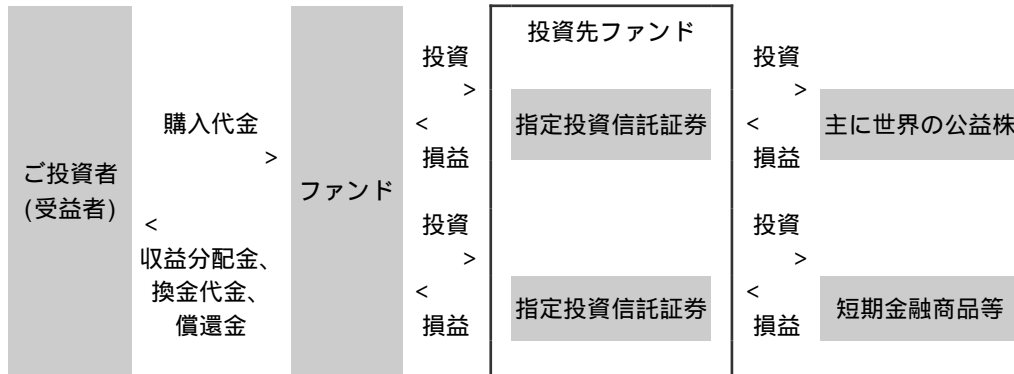 ご投資者
(受益者)
購入代金
>
<
収益分配金、
換金代金、
償還金
ファンド
投資
>
<
損益
投資
>
<
損益
投資先ファンド
指定投資信託証券
指定投資信託証券
投資
>
<
損益
投資
>
<
損益
主に世界の公益株
短期金融商品等